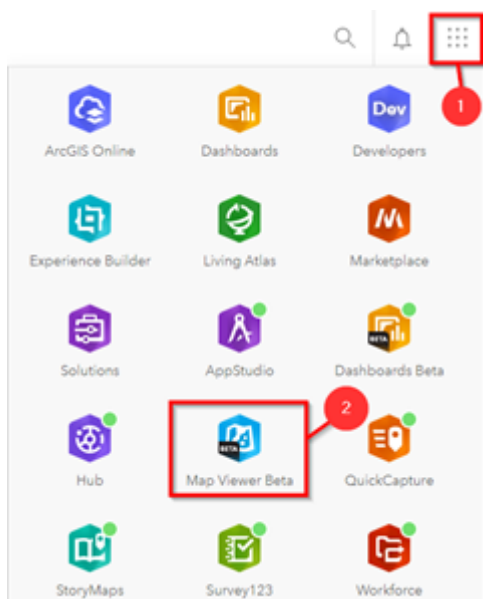 1
ArcGIS Online Dashboards Developers
Dev
Experience Builder Living Atlas Marketplace
Solutions AppStudio Dashboards Beta
BETA
2
Hub Map Viewer Beta QuickCapture
BETA
StoryMaps Survey123 Workforce